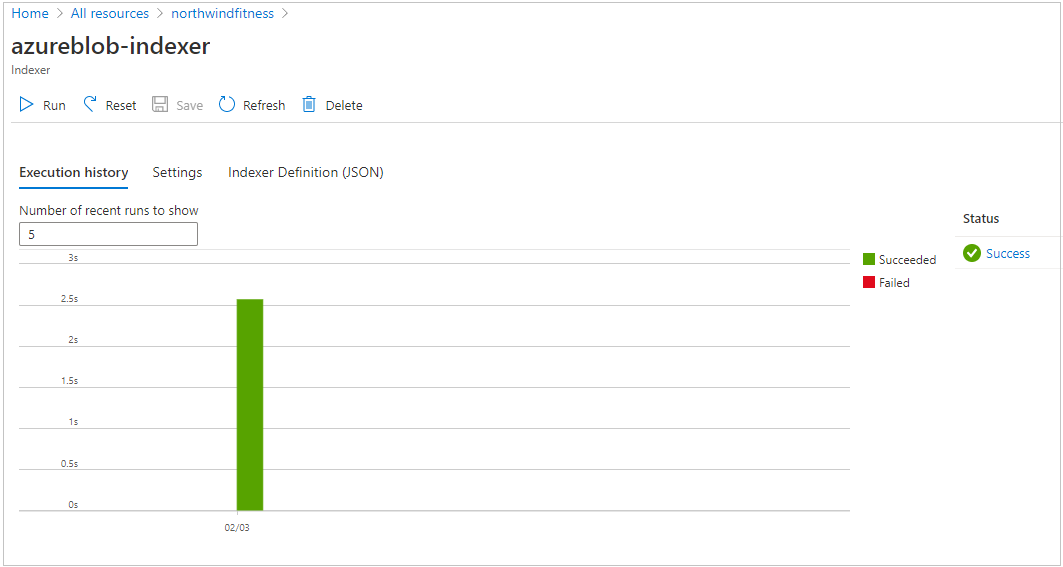 Home > All resources > northwindfitness >
azureblob-indexer
Indexer
Run Reset Save Refresh Delete
Execution history Settings Indexer Definition (JSON)
Number of recent runs to show
5
Status
Success
3s
2.5s
2s
1.5s
1s
0.5s
0s
02/03
Succeeded
Failed